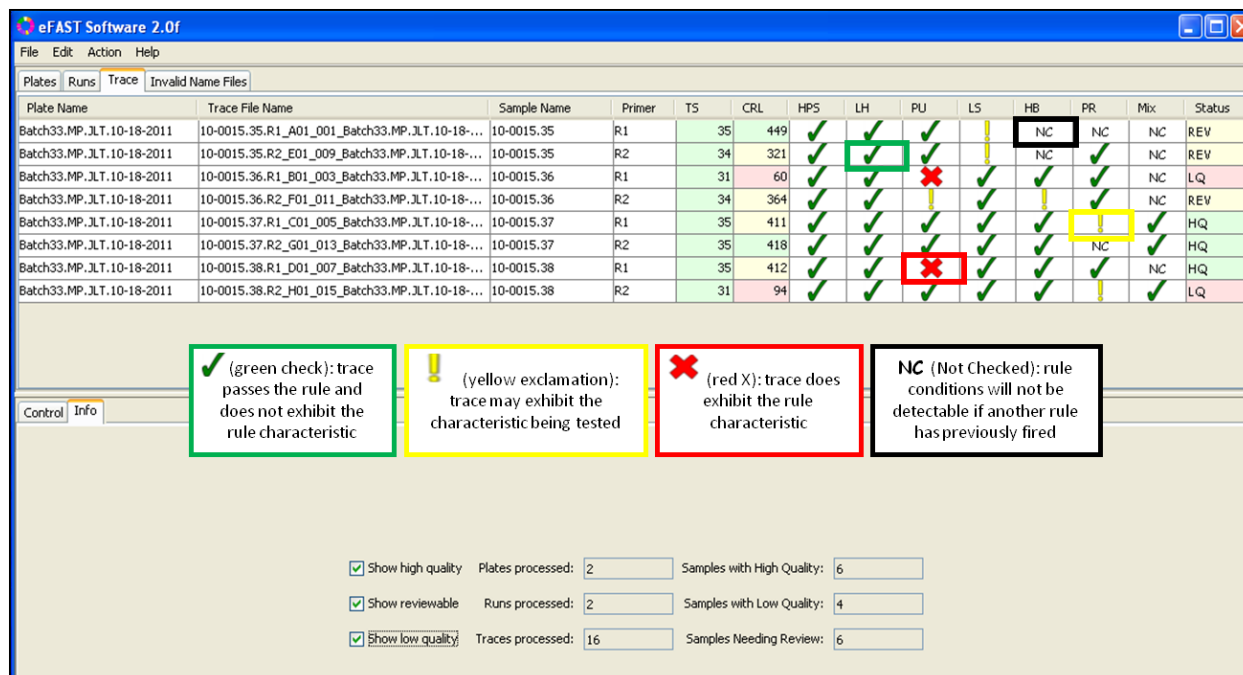 eFAST Software 2.0f
File Edit Action Help
Plates Runs Trace Invalid Name Files
Plate Name Trace File Name Sample Name Primer TS CRL HPS LH PU LS HB PR Mix Status
Batch33.MP.JLT.10-18-2011 10-0015.35.R1_A01_001_Batch33.MP.JLT.10-18-... 10-0015.35 R1 35 449 NC NC NC REV
Batch33.MP.JLT.10-18-2011 10-0015.35.R2_E01_009_Batch33.MP.JLT.10-18-... 10-0015.35 R2 34 321 NC NC REV
Batch33.MP.JLT.10-18-2011 10-0015.36.R1_B01_003_Batch33.MP.JLT.10-18-... 10-0015.36 R1 31 60 NC LQ
Batch33.MP.JLT.10-18-2011 10-0015.36.R2_F01_011_Batch33.MP.JLT.10-18-... 10-0015.36 R2 34 364 NC REV
Batch33.MP.JLT.10-18-2011 10-0015.37.R1_C01_005_Batch33.MP.JLT.10-18-... 10-0015.37 R1 35 411 HQ
Batch33.MP.JLT.10-18-2011 10-0015.37.R2_G01_013_Batch33.MP.JLT.10-18-... 10-0015.37 R2 35 418 NC HQ
Batch33.MP.JLT.10-18-2011 10-0015.38.R1_D01_007_Batch33.MP.JLT.10-18-... 10-0015.38 R1 35 412 NC HQ
Batch33.MP.JLT.10-18-2011 10-0015.38.R2_H01_015_Batch33.MP.JLT.10-18-... 10-0015.38 R2 31 94 LQ
(green check): trace
passes the rule and
does not exhibit the
rule characteristic
(yellow exclamation):
trace may exhibit the
characteristic being tested
(red X): trace does
exhibit the rule
characteristic
NC (Not Checked): rule
conditions will not be
detectable if another rule
has previously fired
Control Info
Show high quality Plates processed: 2 Samples with High Quality: 6
Show reviewable Runs processed: 2 Samples with Low Quality: 4
Show low quality Traces processed: 16 Samples Needing Review: 6